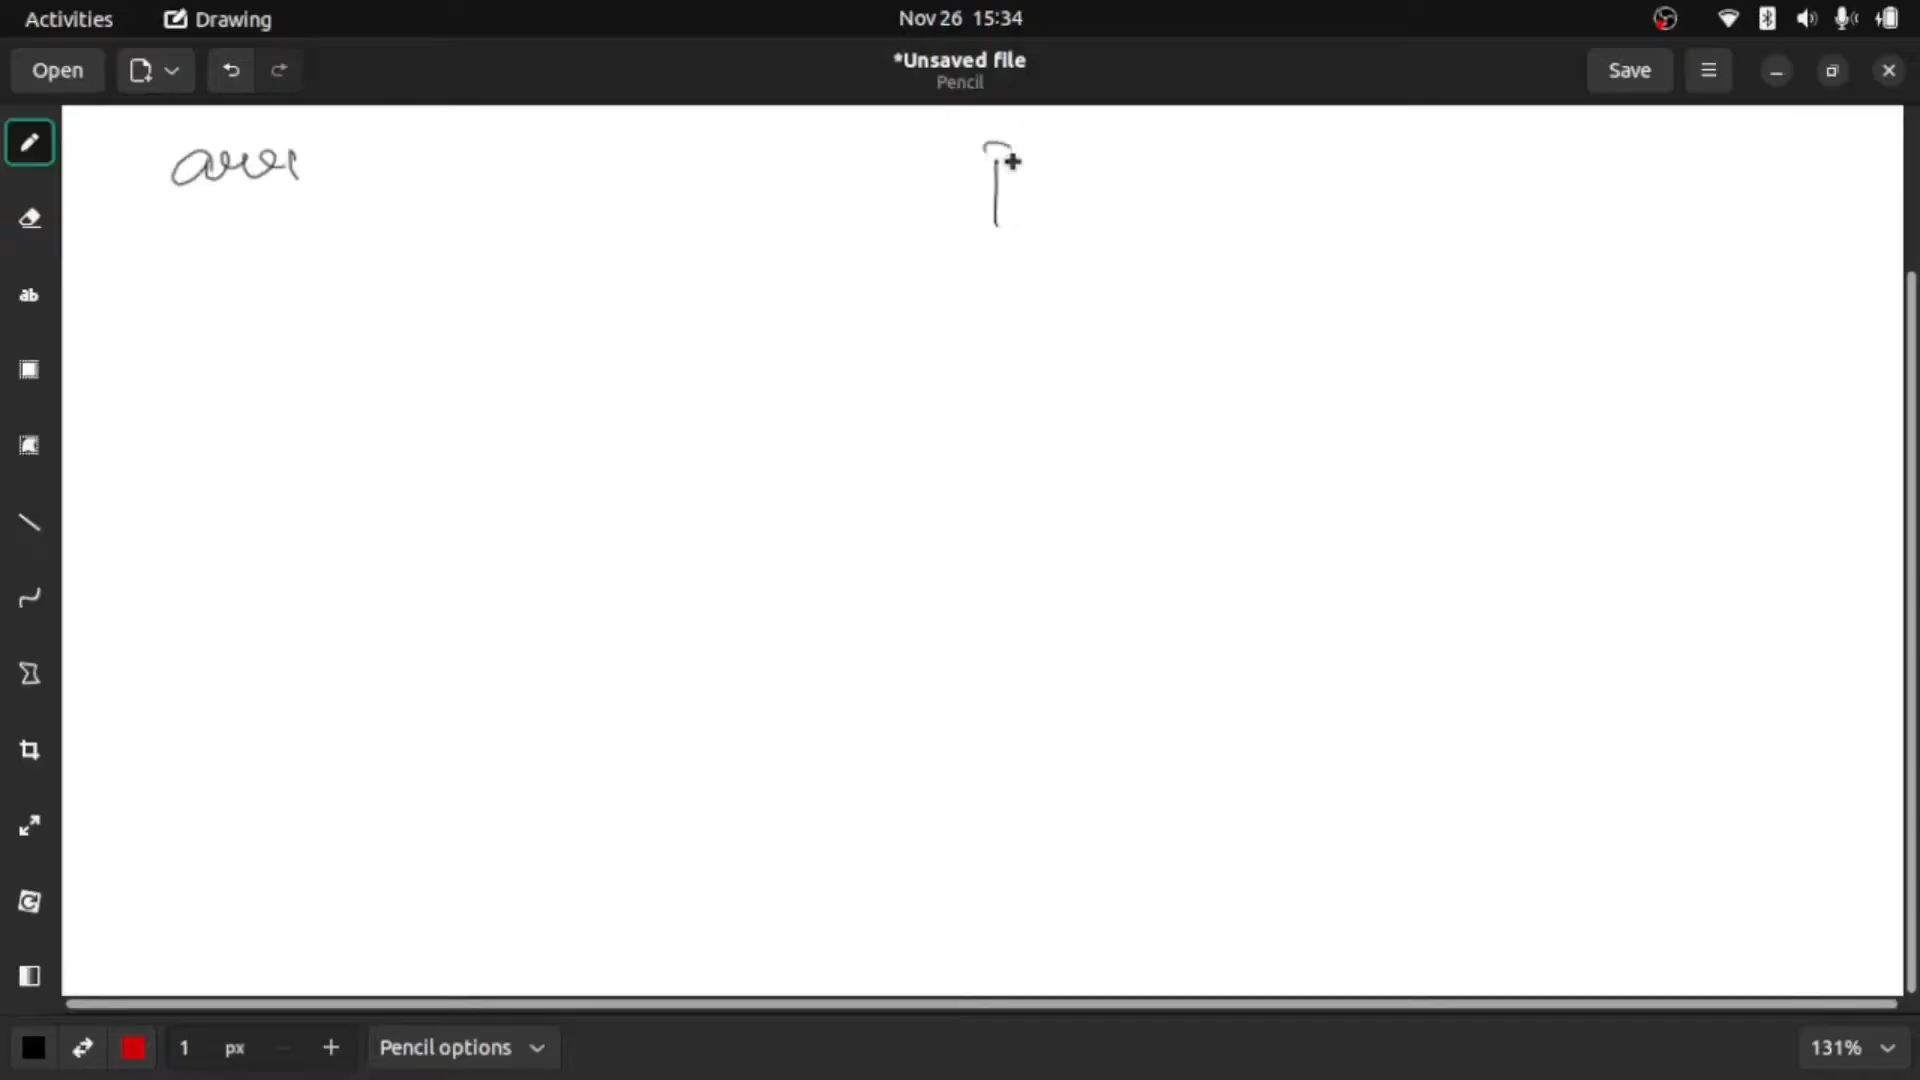 Activities Drawing Nov 26 15:34
Open *Unsaved file Save
Pencil
ab
1 px Pencil options 131%